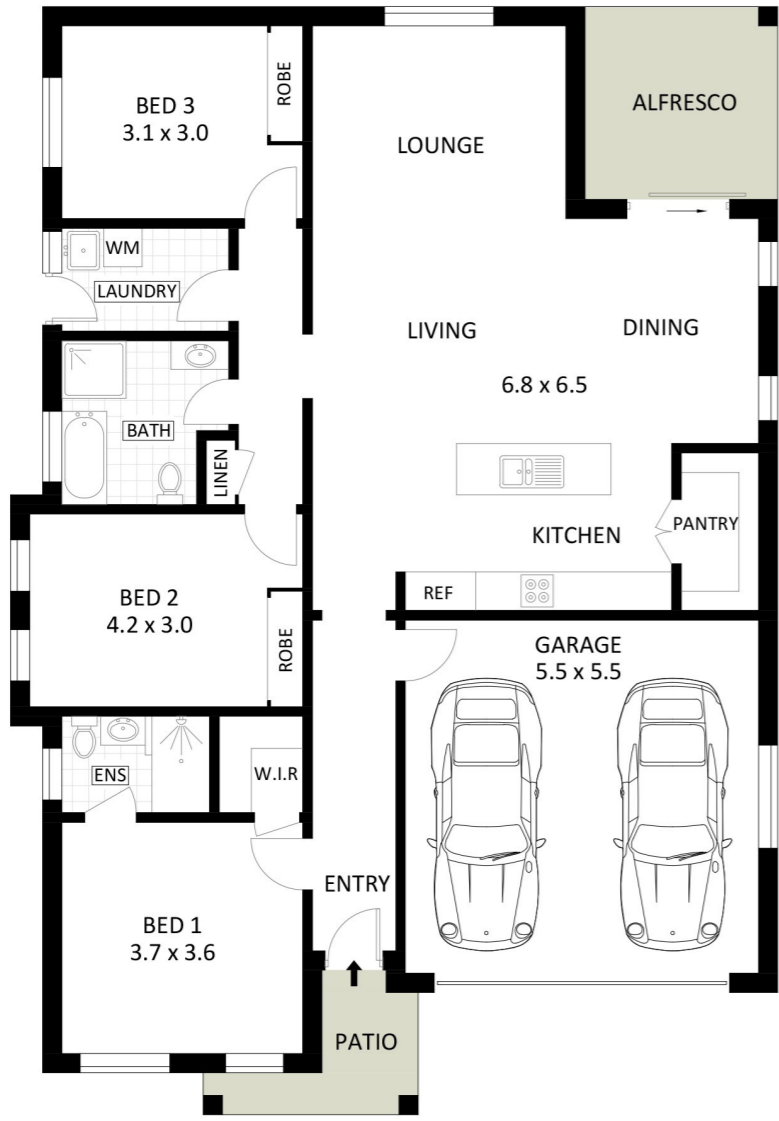 BED 3
3.1 x 3.0
ROBE
LOUNGE
ALFRESCO
WM
LAUNDRY
LIVING
DINING
6.8 x 6.5
BATH
LINEN
KITCHEN
PANTRY
REF
BED 2
4.2 x 3.0
ROBE
GARAGE
5.5 x 5.5
ENS
W.I.R
ENTRY
BED 1
3.7 x 3.6
PATIO